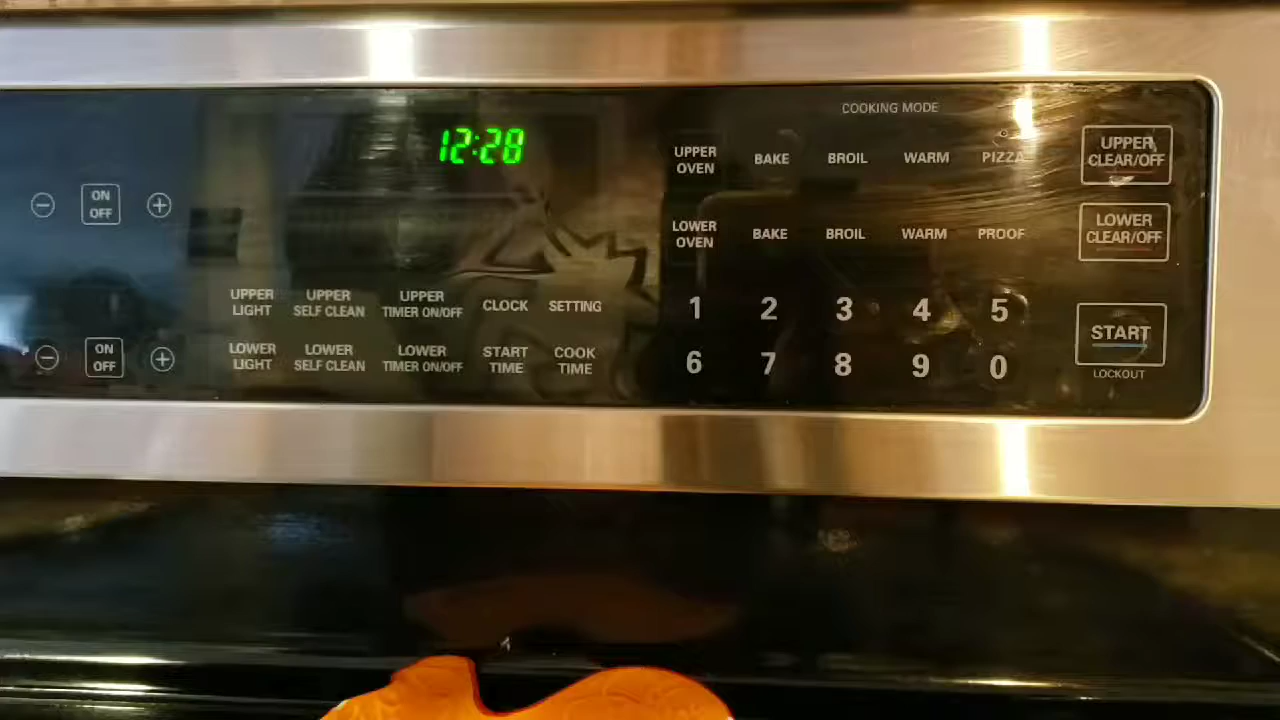 COOKING MODE
12:28
UPPER OVEN BAKE BROIL WARM PIZZA
UPPER CLEAR/OFF
ON OFF
LOWER OVEN BAKE BROIL WARM PROOF
LOWER CLEAR/OFF
UPPER LIGHT UPPER SELF CLEAN UPPER TIMER ON/OFF CLOCK SETTING
1 2 3 4 5
START
LOCKOUT
ON OFF
LOWER LIGHT LOWER SELF CLEAN LOWER TIMER ON/OFF START TIME COOK TIME
6 7 8 9 0